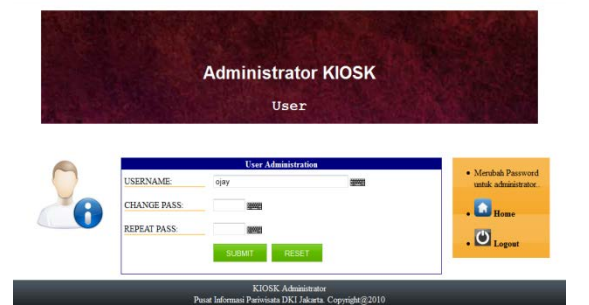 Administrator KIOSK
User
User Administration
USERNAME:
ojay
CHANGE PASS:
REPEAT PASS:
SUBMIT
RESET
Merubah Password
untuk administrator..
Home
Logout
KIOSK Administrator
Pusat Informasi Pariwisata DKI Jakarta. Copyright@2010